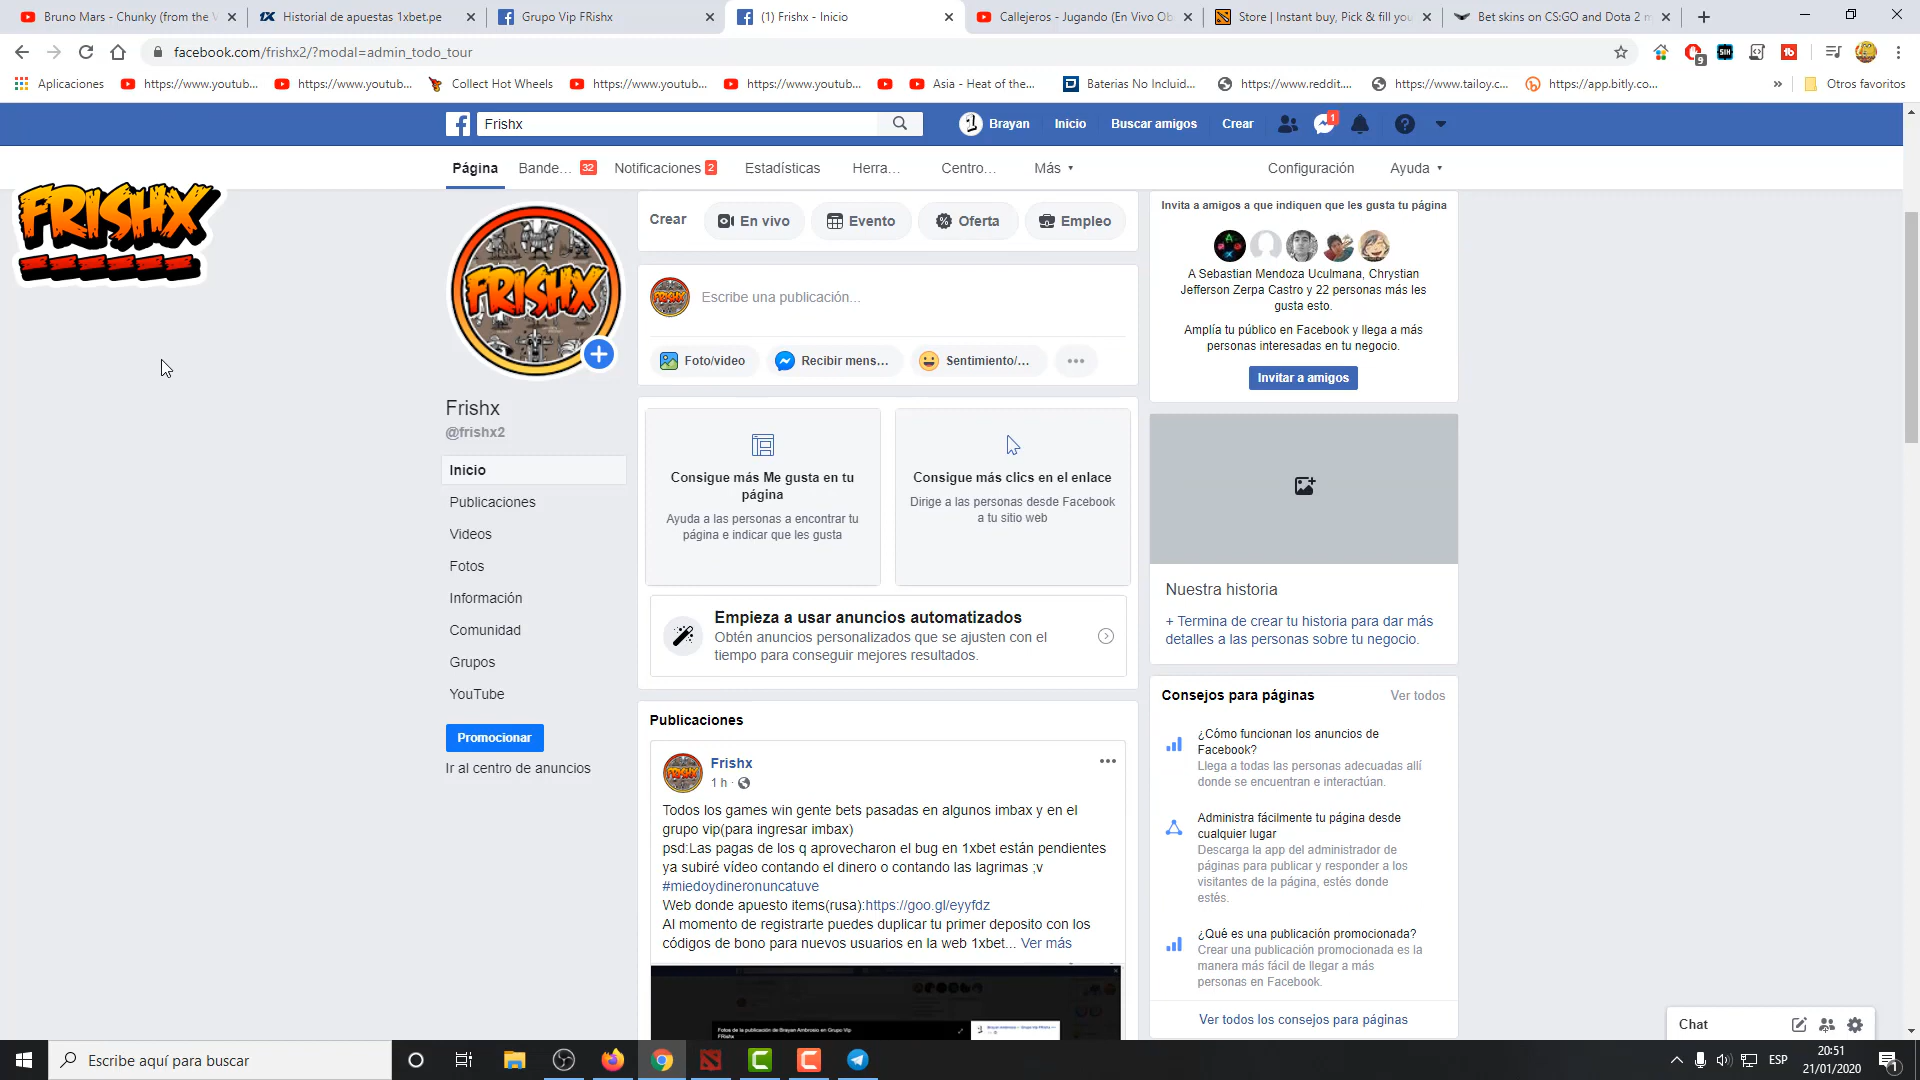 Bruno Mars - Chunky (from the V
Historial de apuestas 1xbet.pe
Grupo Vip FRishx
(1) Frishx - Inicio
Callejeros - Jugando (En Vivo Ob
Store | Instant buy, Pick & fill you
Bet skins on CS:GO and Dota 2 m
facebook.com/frishx2/?modal=admin_todo_tour
9
SIH
Aplicaciones
https://www.youtub...
https://www.youtub...
Collect Hot Wheels
https://www.youtub...
https://www.youtub...
Asia - Heat of the...
Baterias No Includ...
https://www.reddit....
https://www.tailoy.c...
https://app.bitly.co...
»
Otros favoritos
Frishx
Brayan
Inicio
Buscar amigos
Crear
1
Página
Bande... 32
Notificaciones 2
Estadísticas
Herra...
Centro...
Más
Configuración
Ayuda
FRISHX
FRISHX
Frishx
@frishx2
Inicio
Publicaciones
Videos
Fotos
Información
Comunidad
Grupos
YouTube
Promocionar
Ir al centro de anuncios
Crear
En vivo
Evento
Oferta
Empleo
Escribe una publicación...
Foto/video
Recibir mens...
Sentimiento/...
Consigue más Me gusta en tu
página
Ayuda a las personas a encontrar tu
página e indicar que les gusta
Consigue más clics en el enlace
Dirige a las personas desde Facebook
a tu sitio web
Empieza a usar anuncios automatizados
Obtén anuncios personalizados que se ajusten con el
tiempo para conseguir mejores resultados.
Publicaciones
Frishx
1 h ·
Todos los games win gente bets pasadas en algunos imbax y en el
grupo vip(para ingresar imbax)
psd:Las pagas de los q aprovecharon el bug en 1xbet están pendientes
ya subiré vídeo contando el dinero o contando las lagrimas ;v
#miedoydineronuncatuve
Web donde apuesto items(rusa):https://goo.gl/eyyfdz
Al momento de registrarte puedes duplicar tu primer deposito con los
códigos de bono para nuevos usuarios en la web 1xbet... Ver más
Fotos de la publicación de Brayan Ambrosio en Grupo Vip
FRishx
Invita a amigos a que indiquen que les gusta tu página
A Sebastian Mendoza Uculmana, Chrystian
Jefferson Zerpa Castro y 22 personas más les
gusta esto.
Amplía tu público en Facebook y llega a más
personas interesadas en tu negocio.
Invitar a amigos
Nuestra historia
+ Termina de crear tu historia para dar más
detalles a las personas sobre tu negocio.
Consejos para páginas
Ver todos
¿Cómo funcionan los anuncios de
Facebook?
Llega a todas las personas adecuadas allí
donde se encuentran e interactúan.
Administra fácilmente tu página desde
cualquier lugar
Descarga la app del administrador de
páginas para publicar y responder a los
visitantes de la página, estés donde
estés.
¿Qué es una publicación promocionada?
Crear una publicación promocionada es la
manera más fácil de llegar a más
personas en Facebook.
Ver todos los consejos para páginas
Chat
Escribe aquí para buscar
ESP
20:51
21/01/2020
1